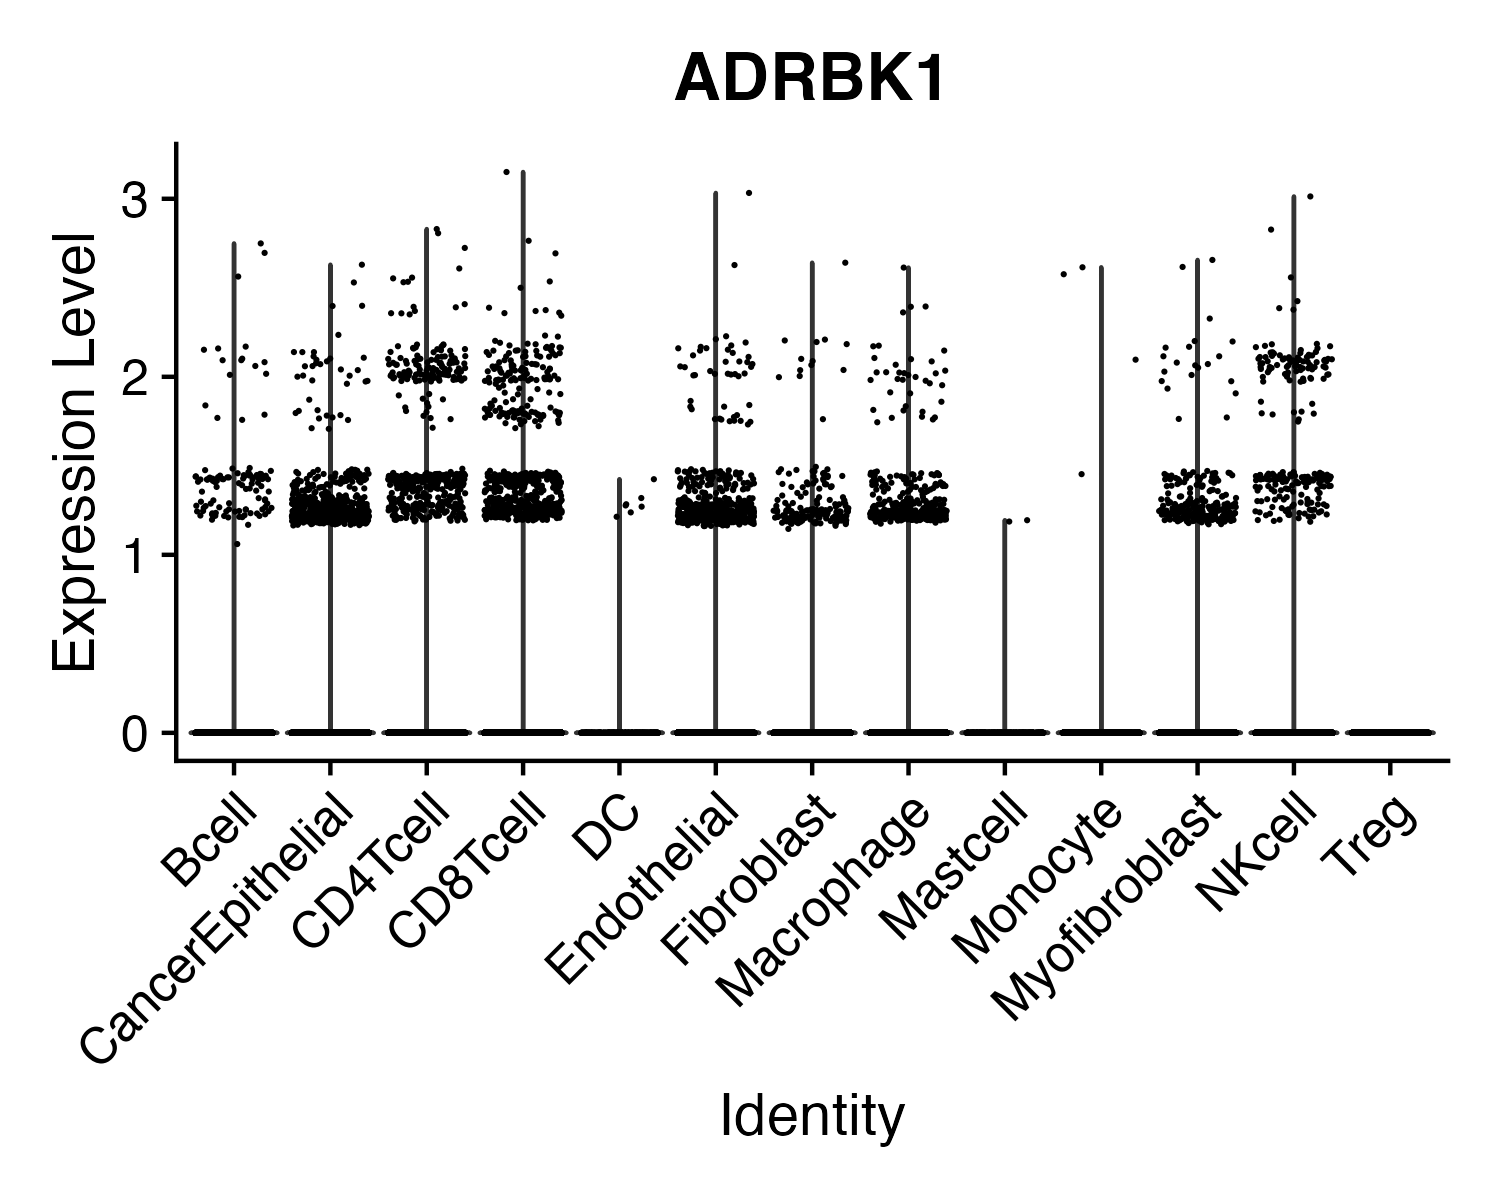 ADRBK1
Expression Level
3
2
1
0
Bcell
CancerEpithelial
CD4Tcell
CD8Tcell
DC
Endothelial
Fibroblast
Macrophage
Mastcell
Monocyte
Myofibroblast
NKcell
Treg
Identity